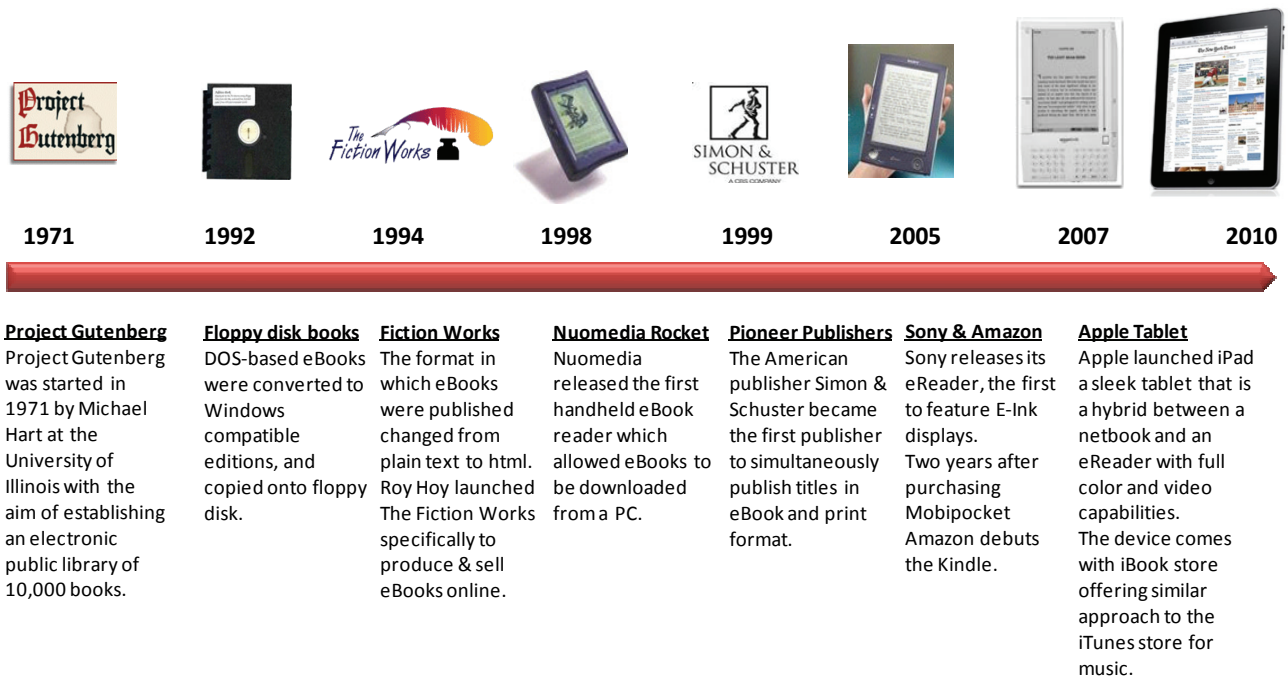 Project
Gutenberg
The
Fiction Works
SIMON &
SCHUSTER
A CBS COMPANY
SONY
amazonkindle
The New York Times
1971
1992
1994
1998
1999
2005
2007
2010
Project Gutenberg
Project Gutenberg
was started in
1971 by Michael
Hart at the
University of
Illinois with the
aim of establishing
an electronic
public library of
10,000 books.
Floppy disk books
DOS-based eBooks
were converted to
Windows
compatible
editions, and
copied onto floppy
disk.
Fiction Works
The format in
which eBooks
were published
changed from
plain text to html.
Roy Hoy launched
The Fiction Works
specifically to
produce & sell
eBooks online.
Nuomedia Rocket
Nuomedia
released the first
handheld eBook
reader which
allowed eBooks to
be downloaded
from a PC.
Pioneer Publishers
The American
publisher Simon &
Schuster became
the first publisher
to simultaneously
publish titles in
eBook and print
format.
Sony & Amazon
Sony releases its
eReader, the first
to feature E-Ink
displays.
Two years after
purchasing
Mobipocket
Amazon debuts
the Kindle.
Apple Tablet
Apple launched iPad
a sleek tablet that is
a hybrid between a
netbook and an
eReader with full
color and video
capabilities.
The device comes
with iBook store
offering similar
approach to the
iTunes store for
music.